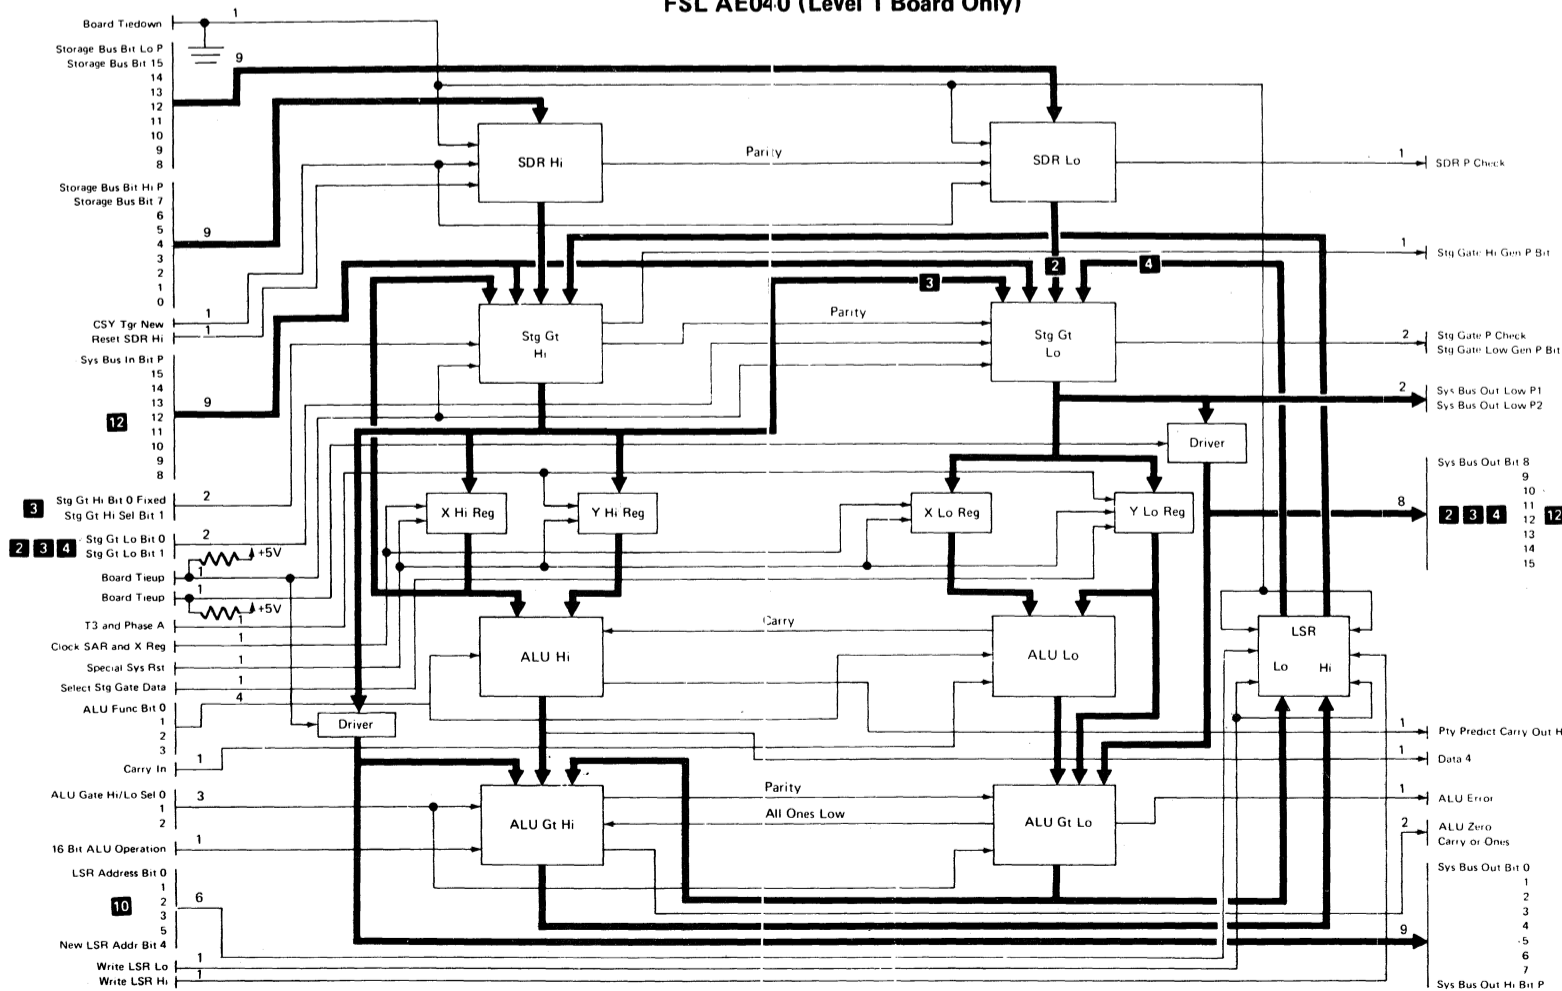 FSL AE040 (Level 1 Board Only)
Board Tiedown
1
Storage Bus Bit Lo P
Storage Bus Bit 15
14
13
12
11
10
9
8
9
Storage Bus Bit Hi P
Storage Bus Bit 7
6
5
4
3
2
1
0
9
CSY Tgr New
1
Reset SDR Hi
1
Sys Bus In Bit P
15
14
13
12
11
10
9
8
9
12
3
Stg Gt Hi Bit 0 Fixed
Stg Gt Hi Sel Bit 1
2
2 3 4
Stg Gt Lo Bit 0
Stg Gt Lo Bit 1
2
+5V
Board Tieup
1
Board Tieup
1
+5V
T3 and Phase A
1
Clock SAR and X Reg
1
Special Sys Rst
1
Select Stg Gate Data
1
ALU Func Bit 0
1
2
3
4
Carry In
1
ALU Gate Hi/Lo Sel 0
1
2
3
16 Bit ALU Operation
1
LSR Address Bit 0
1
2
3
5
New LSR Addr Bit 4
6
10
Write LSR Lo
1
Write LSR Hi
1
SDR Hi
Parity
SDR Lo
2
4
3
Stg Gt
Hi
Parity
Stg Gt
Lo
Driver
X Hi Reg
Y Hi Reg
X Lo Reg
Y Lo Reg
ALU Hi
Carry
ALU Lo
LSR
Lo Hi
Driver
ALU Gt Hi
Parity
All Ones Low
ALU Gt Lo
1
SDR P Check
1
Stg Gate Hi Gen P Bit
2
Stg Gate P Check
Stg Gate Low Gen P Bit
2
Sys Bus Out Low P1
Sys Bus Out Low P2
Sys Bus Out Bit 8
9
10
11
12
13
14
15
8
2 3 4
12
1
Pty Predict Carry Out H
1
Data 4
1
ALU Error
2
ALU Zero
Carry or Ones
Sys Bus Out Bit 0
1
2
3
4
5
6
7
Sys Bus Out Hi Bit P
9